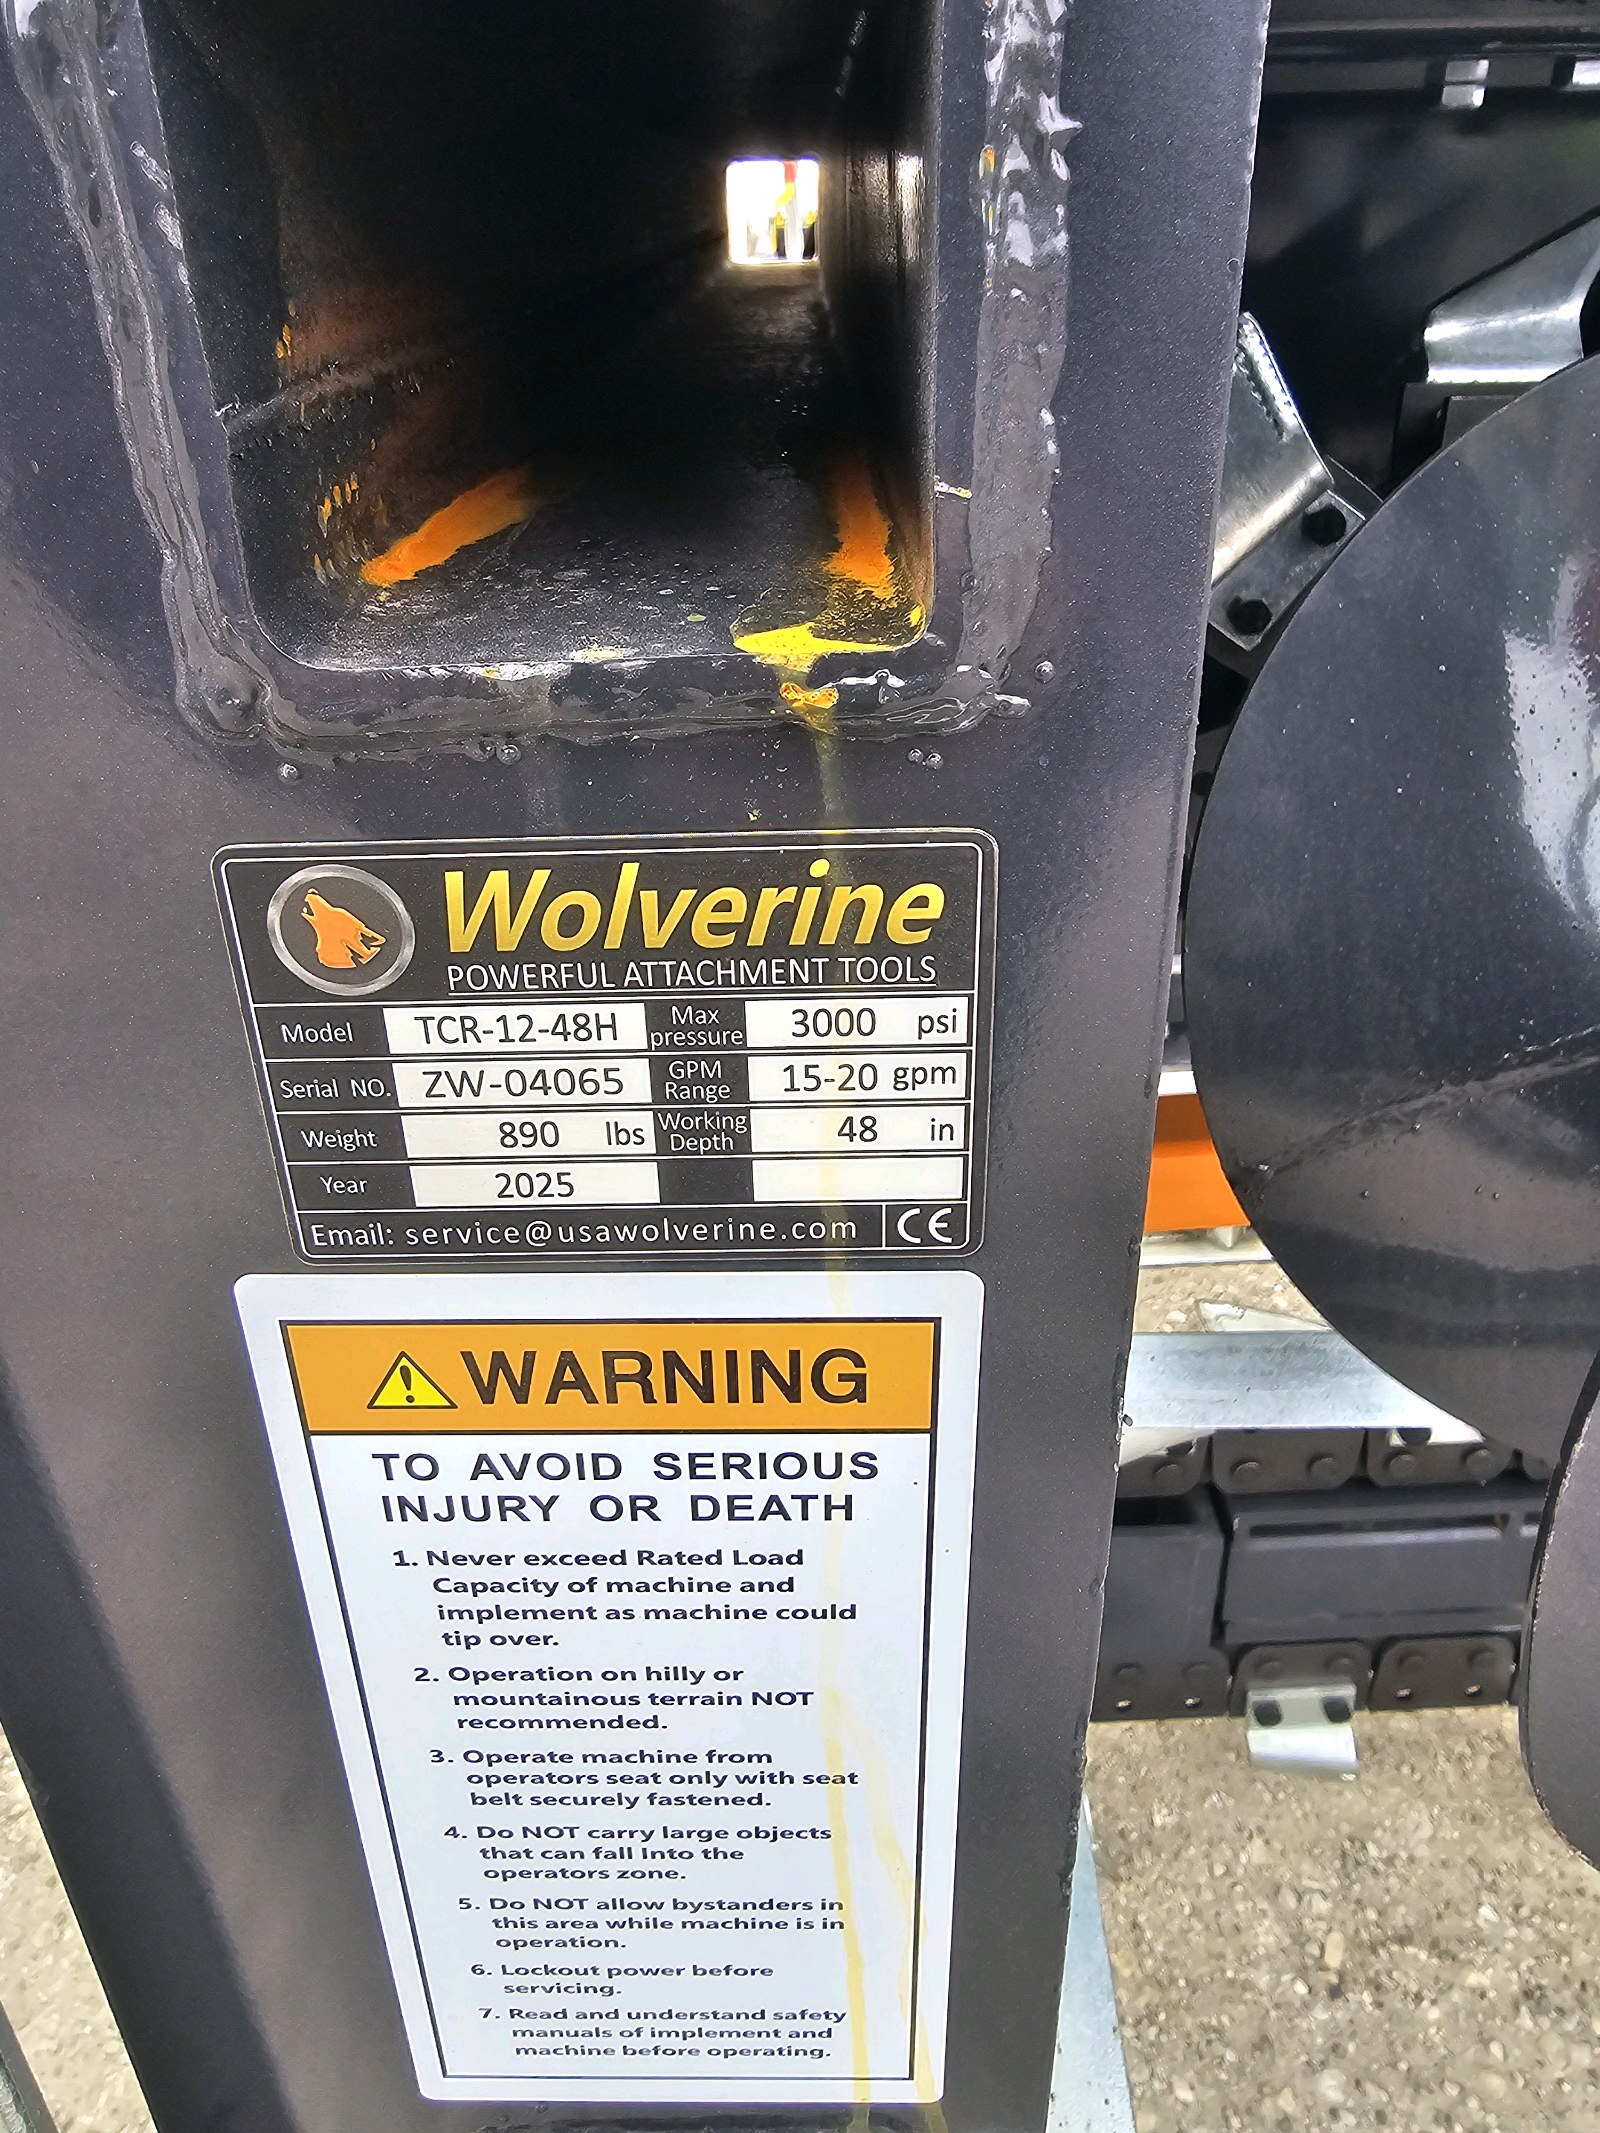 Wolverine
POWERFUL ATTACHMENT TOOLS
Model TCR-12-48H Max pressure 3000 psi
Serial NO. ZW-04065 GPM Range 15-20 gpm
Weight 890 lbs Working Depth 48 in
Year 2025
Email: service@usawolverine.com CE
WARNING
TO AVOID SERIOUS
INJURY OR DEATH
1. Never exceed Rated Load
Capacity of machine and
implement as machine could
tip over.
2. Operation on hilly or
mountainous terrain NOT
recommended.
3. Operate machine from
operators seat only with seat
belt securely fastened.
4. Do NOT carry large objects
that can fall Into the
operators zone.
5. Do NOT allow bystanders in
this area while machine is in
operation.
6. Lockout power before
servicing.
7. Read and understand safety
manuals of implement and
machine before operating.